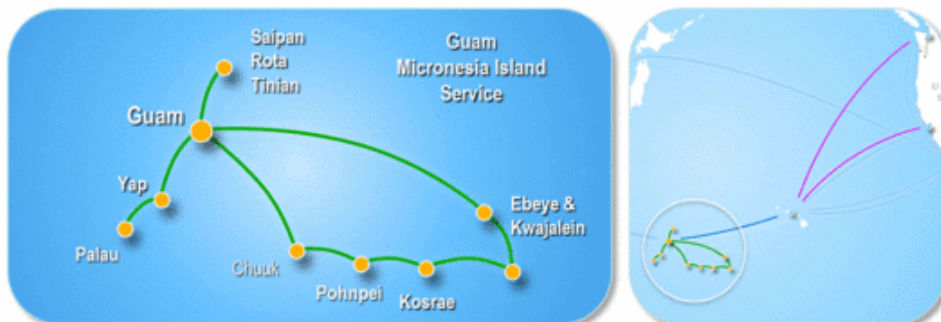 Saipan
Rota
Tinian
Guam
Micronesia Island
Service
Guam
Yap
Palau
Ebeye &
Kwajalein
Chuuk
Pohnpei
Kosrae